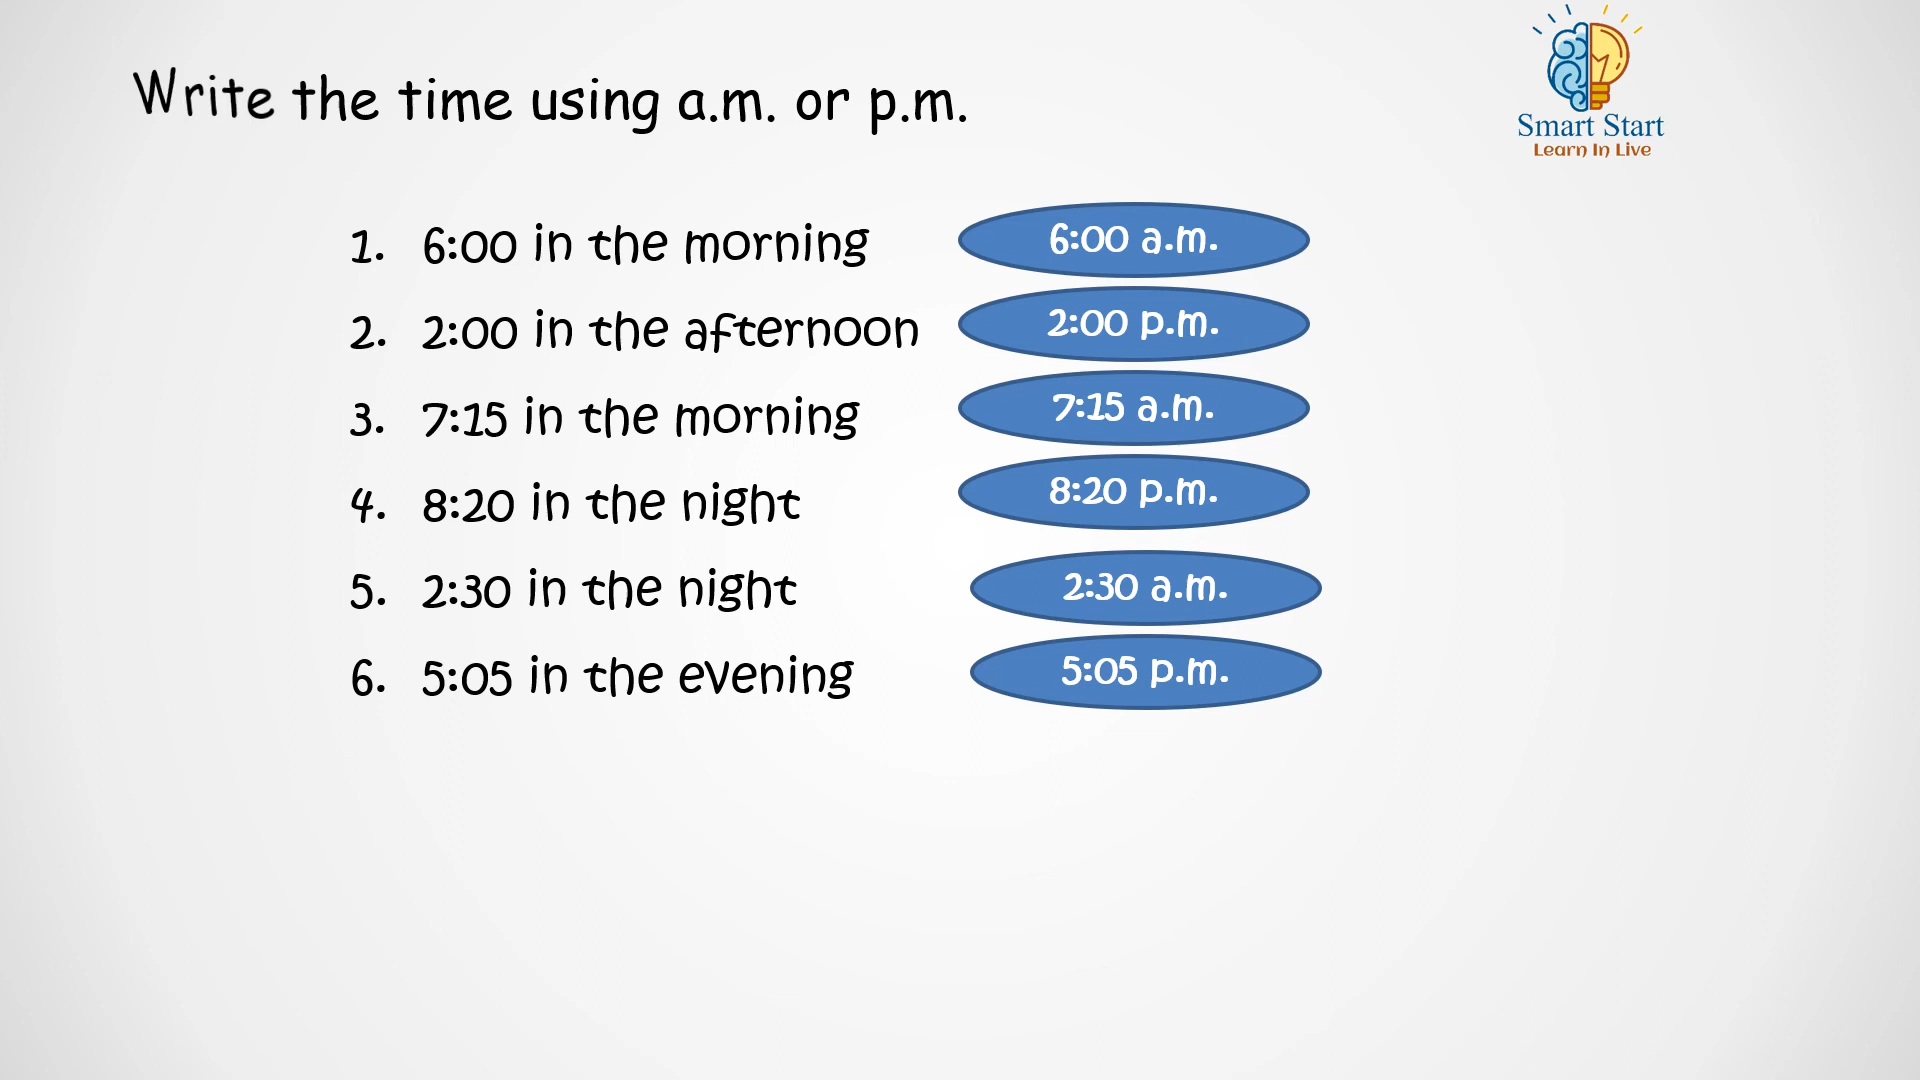 Write the time using a.m. or p.m.
Smart Start
Learn In Live
1. 6:00 in the morning 6:00 a.m.
2. 2:00 in the afternoon 2:00 p.m.
3. 7:15 in the morning 7:15 a.m.
4. 8:20 in the night 8:20 p.m.
5. 2:30 in the night 2:30 a.m.
6. 5:05 in the evening 5:05 p.m.